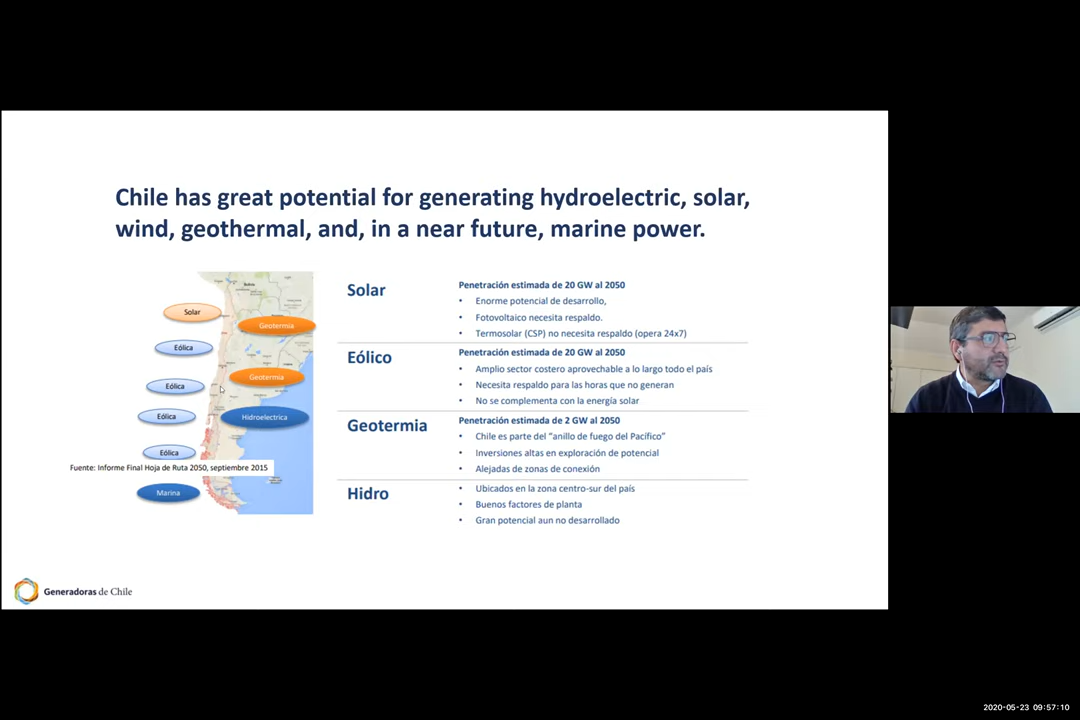 Chile has great potential for generating hydroelectric, solar,
wind, geothermal, and, in a near future, marine power.
Solar
Geotermia
Eólica
Geotermia
Eólica
Hidroelectrica
Eólica
Eólica
Fuente: Informe Final Hoja de Ruta 2050, septiembre 2015
Marina
Solar
Penetración estimada de 20 GW al 2050
• Enorme potencial de desarrollo,
• Fotovoltaico necesita respaldo.
• Termosolar (CSP) no necesita respaldo (opera 24x7)
Eólico
Penetración estimada de 20 GW al 2050
• Amplio sector costero aprovechable a lo largo todo el país
• Necesita respaldo para las horas que no generan
• No se complementa con la energía solar
Geotermia
Penetración estimada de 2 GW al 2050
• Chile es parte del “anillo de fuego del Pacífico”
• Inversiones altas en exploración de potencial
• Alejadas de zonas de conexión
Hidro
• Ubicados en la zona centro-sur del país
• Buenos factores de planta
• Gran potencial aun no desarrollado
Generadoras de Chile
2020-05-23 09:57:10